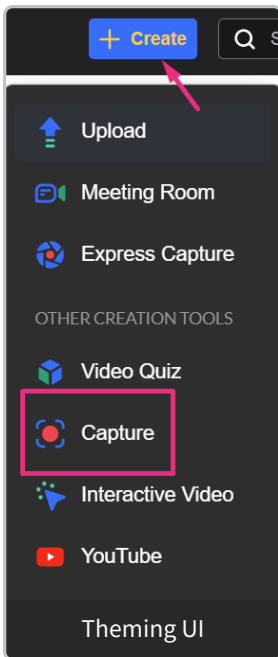 + Create
S
Upload
Meeting Room
Express Capture
OTHER CREATION TOOLS
Video Quiz
Capture
Interactive Video
YouTube
Theming UI